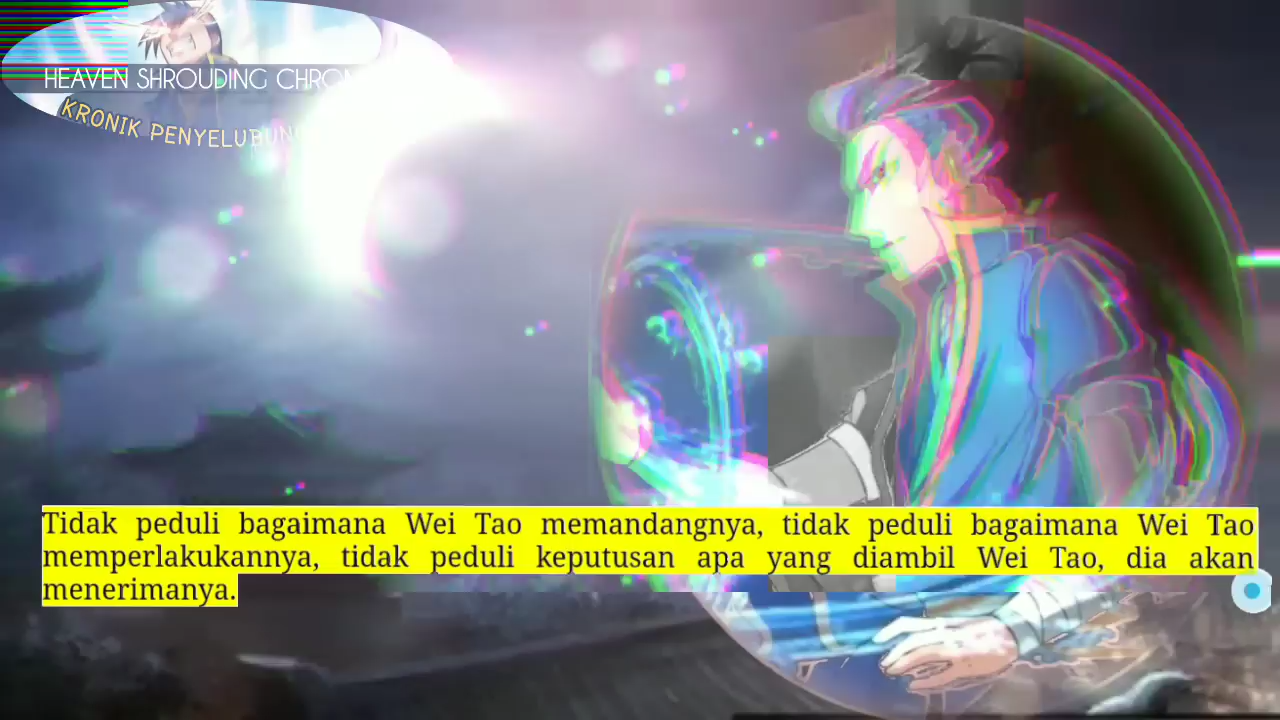 HEAVEN SHROUDING CHRON
KRONIK PENYELUBUNG
Tidak peduli bagaimana Wei Tao memandangnya, tidak peduli bagaimana Wei Tao
memperlakukannya, tidak peduli keputusan apa yang diambil Wei Tao, dia akan
menerimanya.